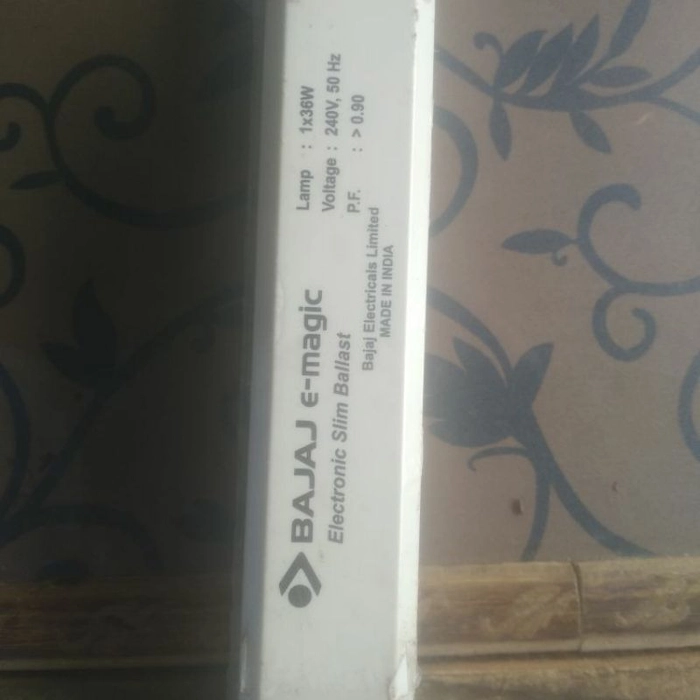 BAJAJ e-magic
Electronic Slim Ballast
Lamp : 1x36W
Voltage : 240V, 50 Hz
P.F. : > 0.90
Bajaj Electricals Limited
MADE IN INDIA